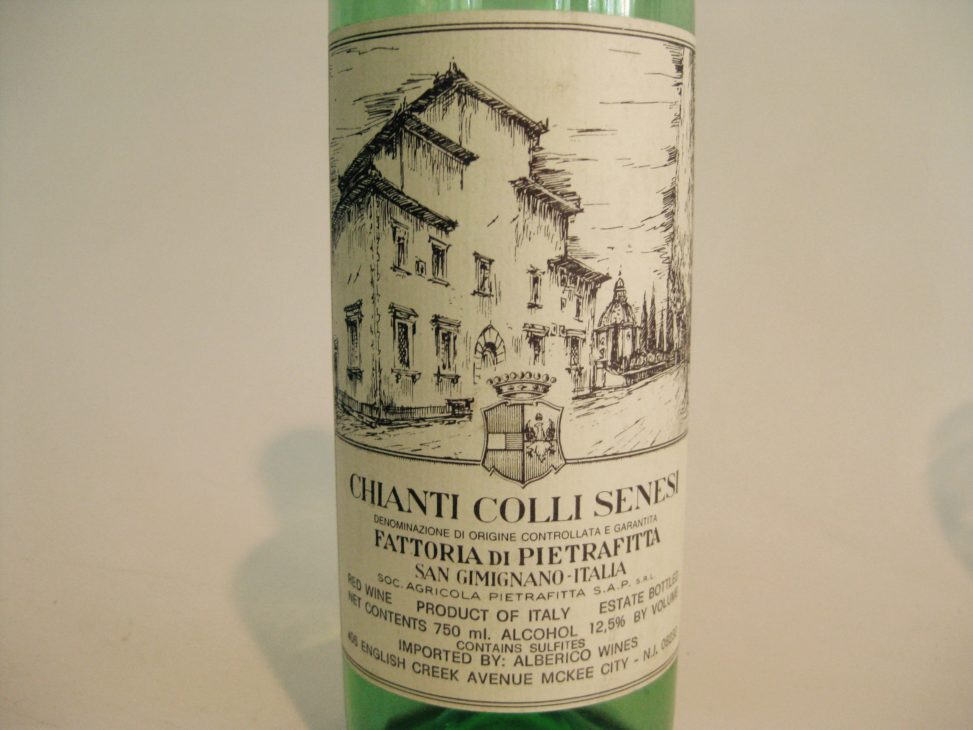 CHIANTI COLLI SENESI
DENOMINAZIONE DI ORIGINE CONTROLLATA E GARANTITA
FATTORIA DI PIETRAFITTA
SAN GIMIGNANO-ITALIA
SOC. AGRICOLA PIETRAFITTA S.A.P. S.R.L.
RED WINE PRODUCT OF ITALY ESTATE BOTTLED
NET CONTENTS 750 ml. ALCOHOL 12,5% BY VOLUME
CONTAINS SULFITES
IMPORTED BY: ALBERICO WINES
406 ENGLISH CREEK AVENUE MCKEE CITY - N.J.